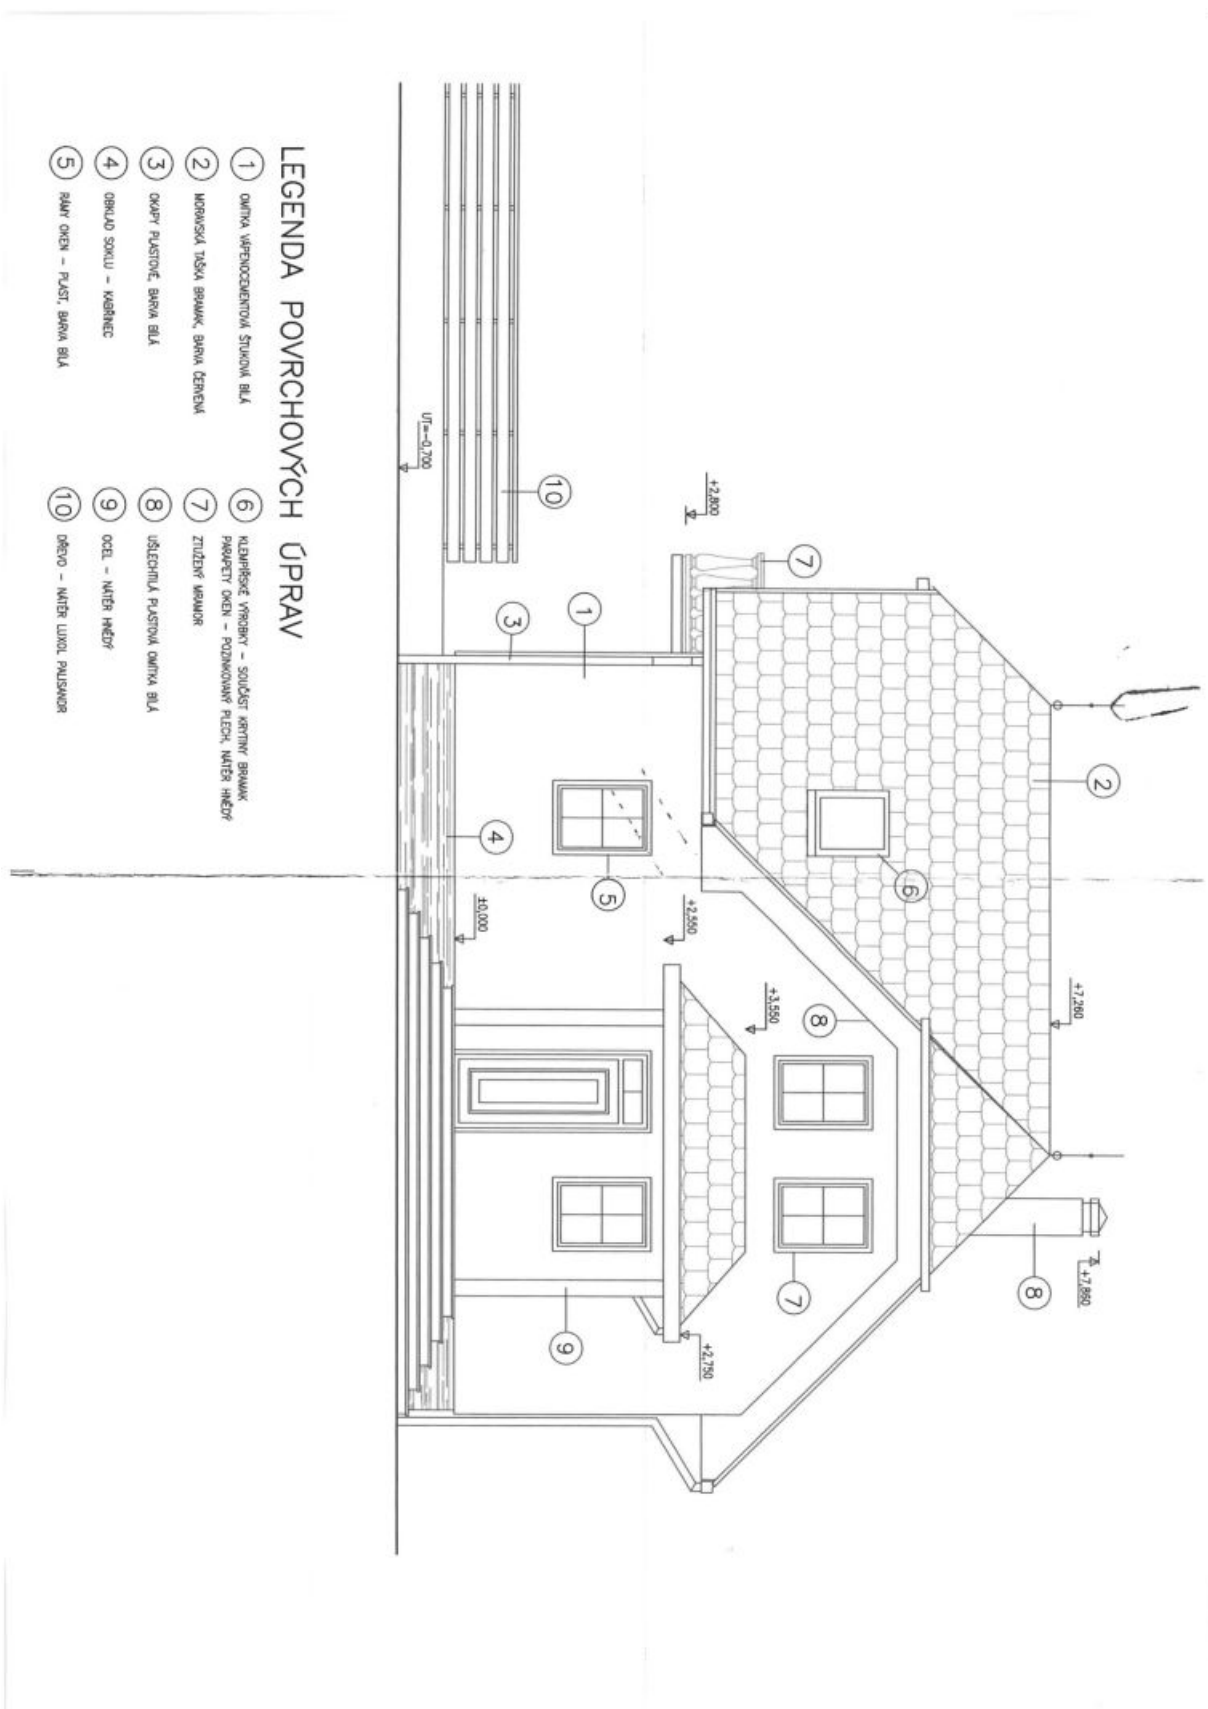 +7,860
+7,260
+3,550
+2,800
+2,750
+2,550
±0,000
UT=-0,700
1
2
3
4
5
6
7
7
8
8
9
10
LEGENDA POVRCHOVÝCH ÚPRAV
1 OMÍTKA VÁPENOCEMENTOVÁ ŠTUKOVÁ BÍLÁ
2 MORAVSKÁ TAŠKA BRAMAK, BARVA ČERVENÁ
3 OKAPY PLASTOVÉ, BARVA BÍLÁ
4 OBKLAD SOKLU – KABŘINEC
5 RÁMY OKEN – PLAST, BARVA BÍLÁ
6 KLEMPÍŘSKÉ VÝROBKY – SOUČÁST KRYTINY BRAMAK
PARAPETY OKEN – POZINKOVANÝ PLECH, NÁTĚR HNĚDÝ
7 ZTUŽENÝ MRAMOR
8 UŠLECHTILÁ PLASTOVÁ OMÍTKA BÍLÁ
9 OCEL – NÁTĚR HNĚDÝ
10 DŘEVO – NÁTĚR LUXOL PALISANDR